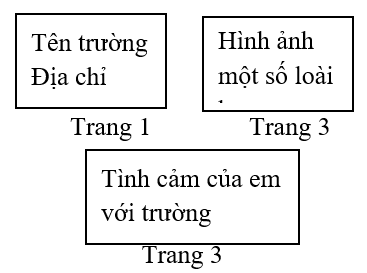 Tên trường
Địa chỉ
Trang 1
Hình ảnh
một số loài
Trang 3
Tình cảm của em
với trường
Trang 3